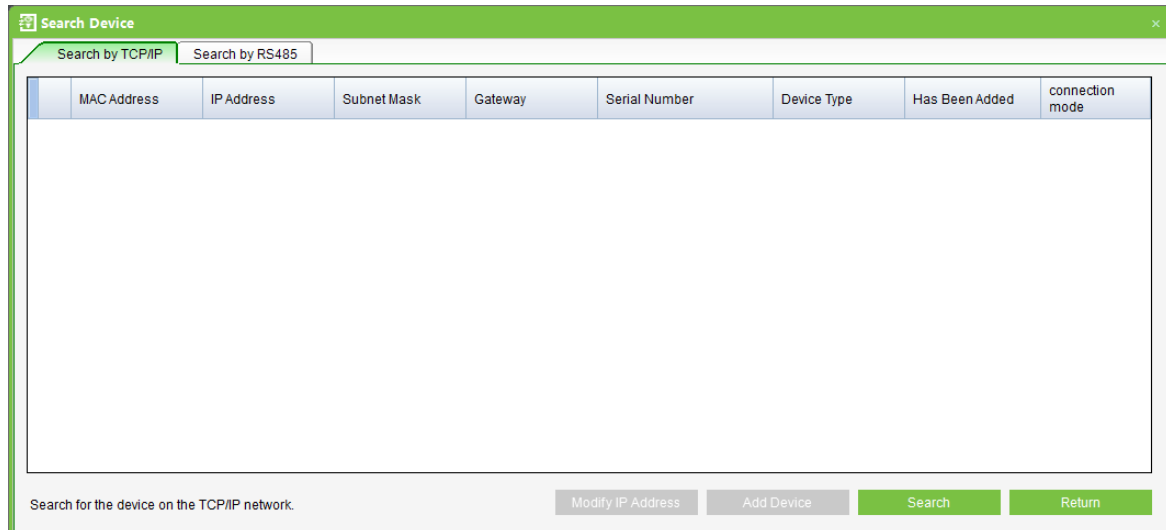 Search Device
Search by TCP/IP
Search by RS485
MAC Address
IP Address
Subnet Mask
Gateway
Serial Number
Device Type
Has Been Added
connection
mode
Search for the device on the TCP/IP network.
Modify IP Address
Add Device
Search
Return